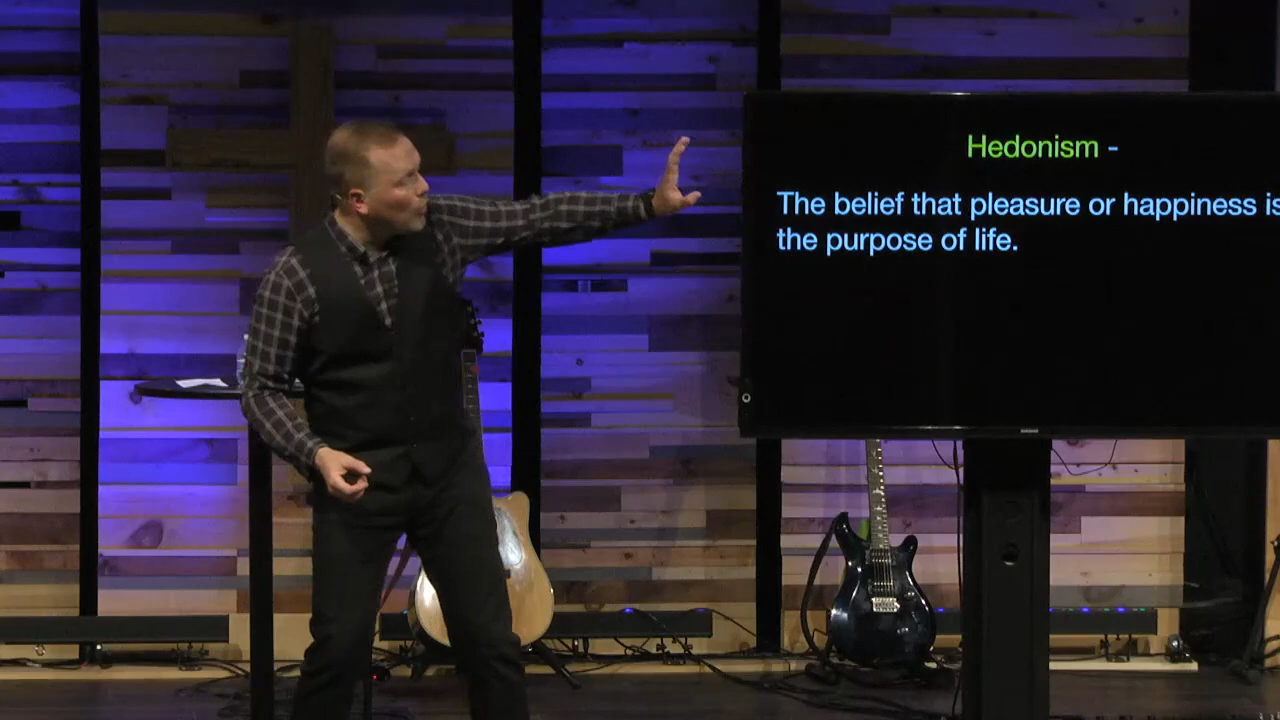 Hedonism -
The belief that pleasure or happiness is
the purpose of life.